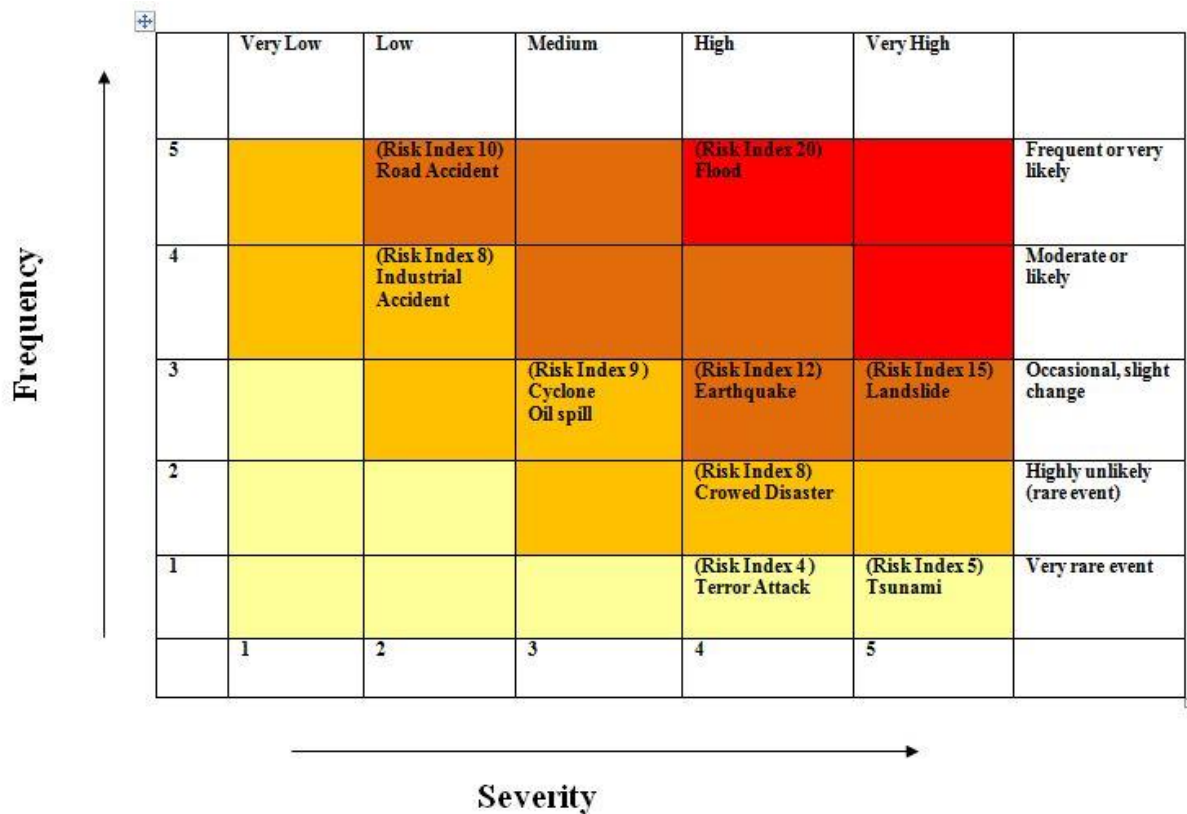 Very Low Low Medium High Very High
5 (Risk Index 10) (Risk Index 20) Frequent or very
Road Accident Flood likely
4 (Risk Index 8) Moderate or
Industrial likely
Accident
3 (Risk Index 9 ) (Risk Index 12) (Risk Index 15) Occasional, slight
Cyclone Earthquake Landslide change
Oil spill
2 (Risk Index 8) Highly unlikely
Crowed Disaster (rare event)
1 (Risk Index 4 ) (Risk Index 5) Very rare event
Terror Attack Tsunami
1 2 3 4 5
Frequency
Severity